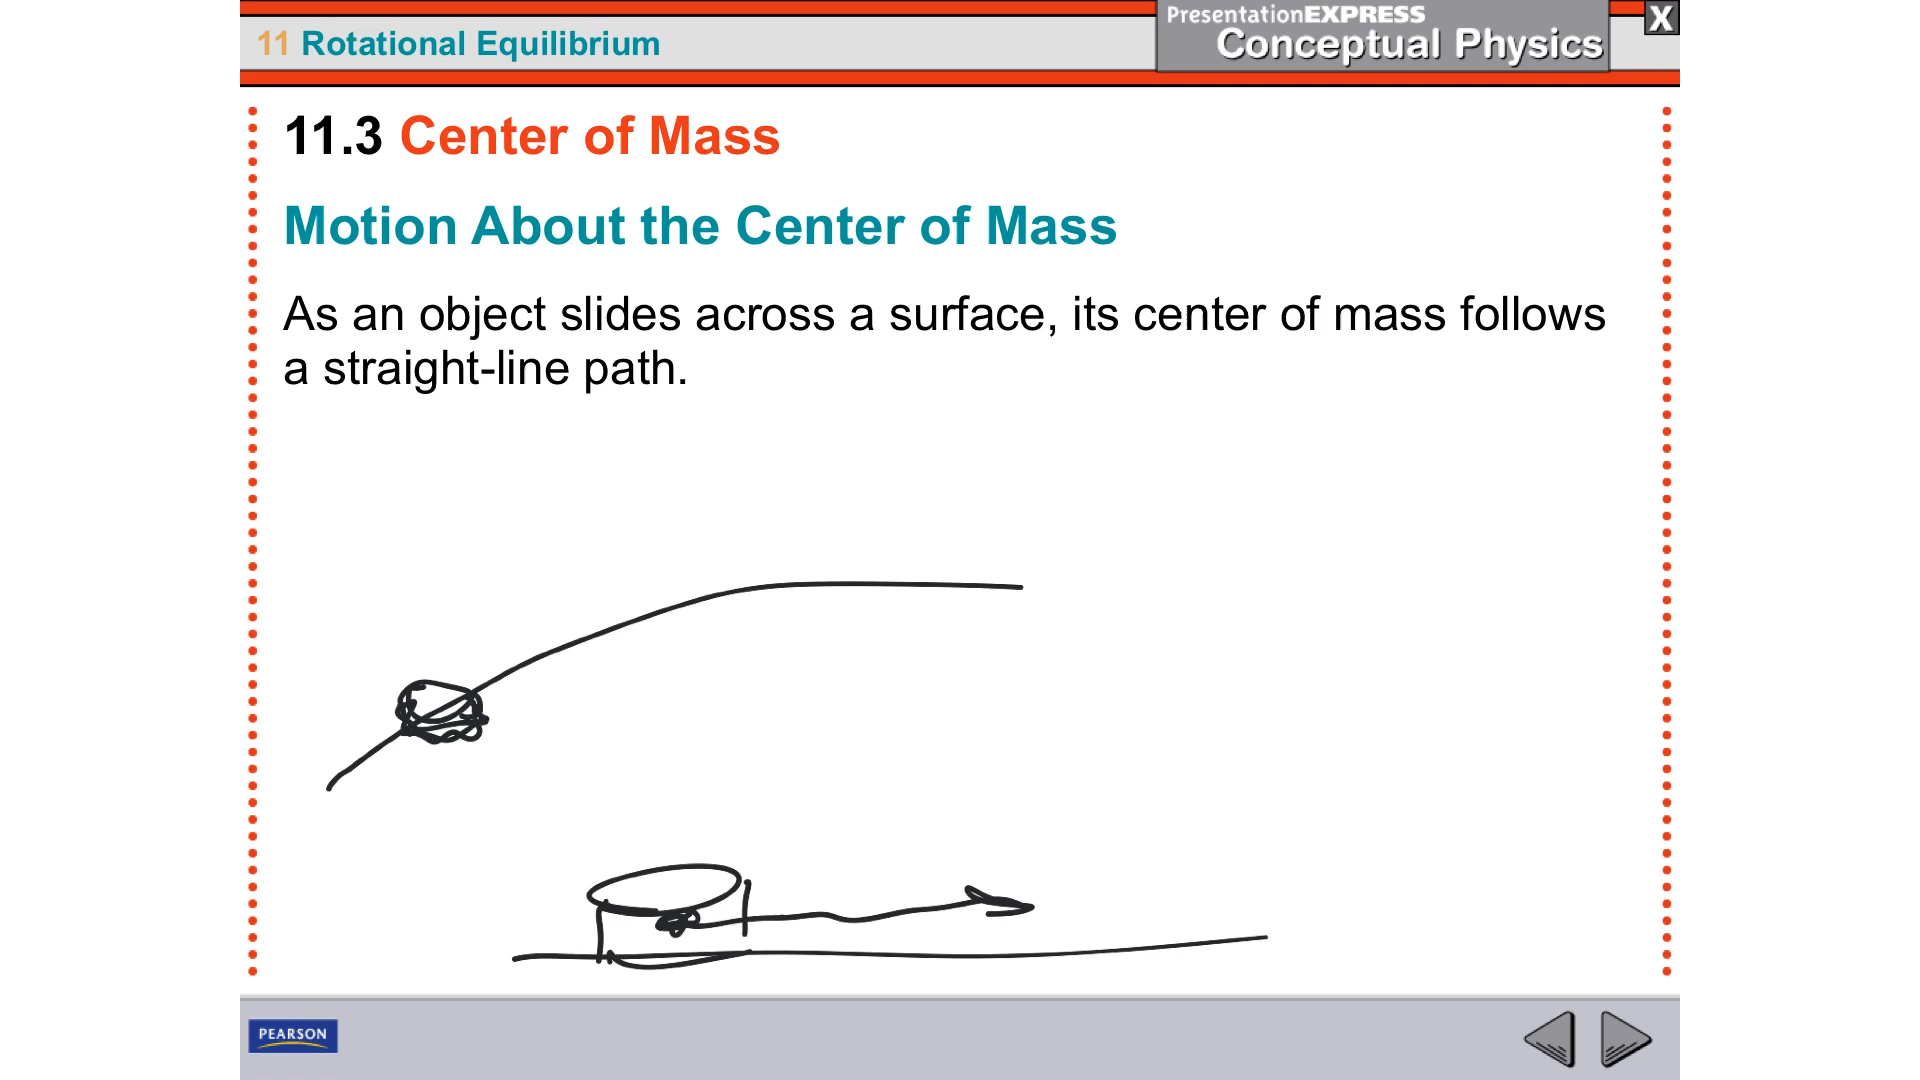 PresentationEXPRESS
Conceptual Physics
X
11 Rotational Equilibrium
11.3 Center of Mass
Motion About the Center of Mass
As an object slides across a surface, its center of mass follows
a straight-line path.
PEARSON